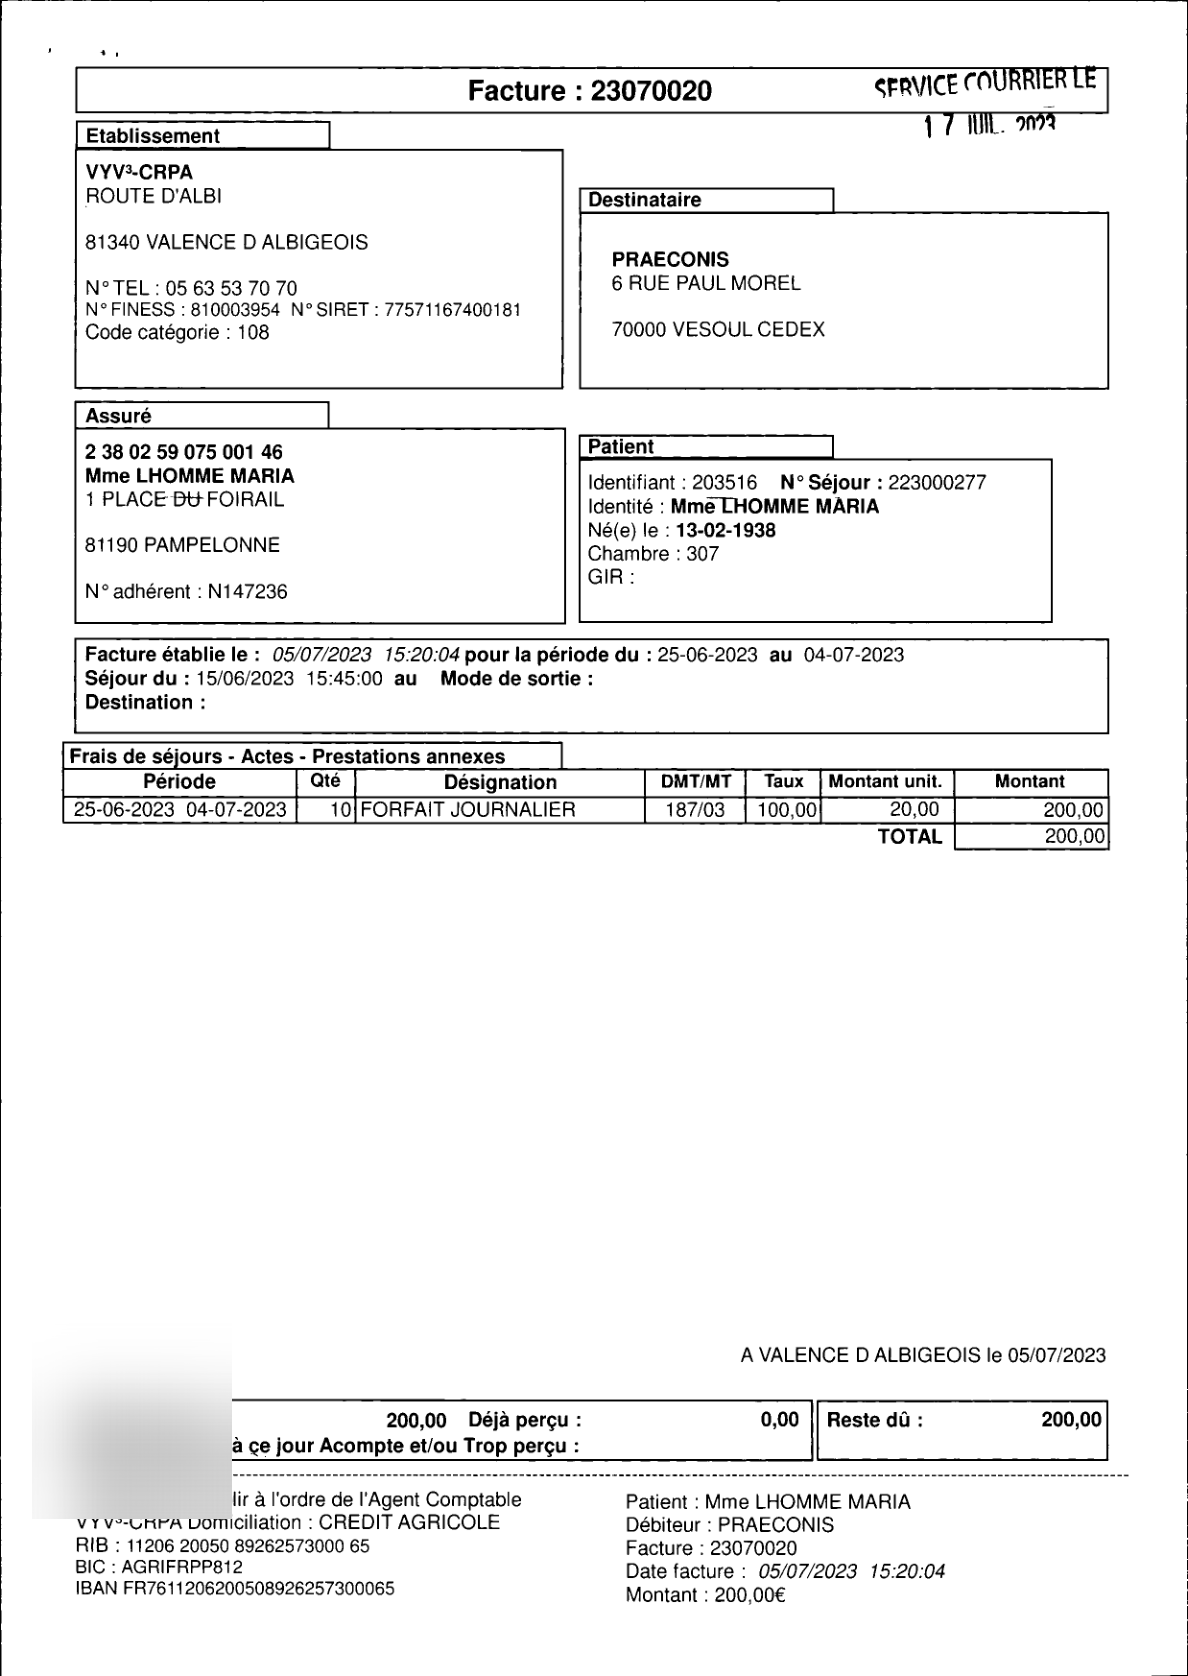 Facture : 23070020
SERVICE COURRIER LE
17 JUIL. 2023
Etablissement
VYV³-CRPA
ROUTE D'ALBI
81340 VALENCE D ALBIGEOIS
N° TEL : 05 63 53 70 70
N° FINESS : 810003954 N° SIRET : 77571167400181
Code catégorie : 108
Destinataire
PRAECONIS
6 RUE PAUL MOREL
70000 VESOUL CEDEX
Assuré
2 38 02 59 075 001 46
Mme LHOMME MARIA
1 PLACE DU FOIRAIL
81190 PAMPELONNE
N° adhérent : N147236
Patient
Identifiant : 203516 N° Séjour : 223000277
Identité : Mme LHOMME MARIA
Né(e) le : 13-02-1938
Chambre : 307
GIR :
Facture établie le : 05/07/2023 15:20:04 pour la période du : 25-06-2023 au 04-07-2023
Séjour du : 15/06/2023 15:45:00 au Mode de sortie :
Destination :
Frais de séjours - Actes - Prestations annexes
Période Qté Désignation DMT/MT Taux Montant unit. Montant
25-06-2023 04-07-2023 10 FORFAIT JOURNALIER 187/03 100,00 20,00 200,00
TOTAL 200,00
A VALENCE D ALBIGEOIS le 05/07/2023
200,00 Déjà perçu : 0,00 Reste dû : 200,00
à ce jour Acompte et/ou Trop perçu :
lir à l'ordre de l'Agent Comptable
VYV³-CRPA Domiciliation : CREDIT AGRICOLE
RIB : 11206 20050 89262573000 65
BIC : AGRIFRPP812
IBAN FR7611206200508926257300065
Patient : Mme LHOMME MARIA
Débiteur : PRAECONIS
Facture : 23070020
Date facture : 05/07/2023 15:20:04
Montant : 200,00€